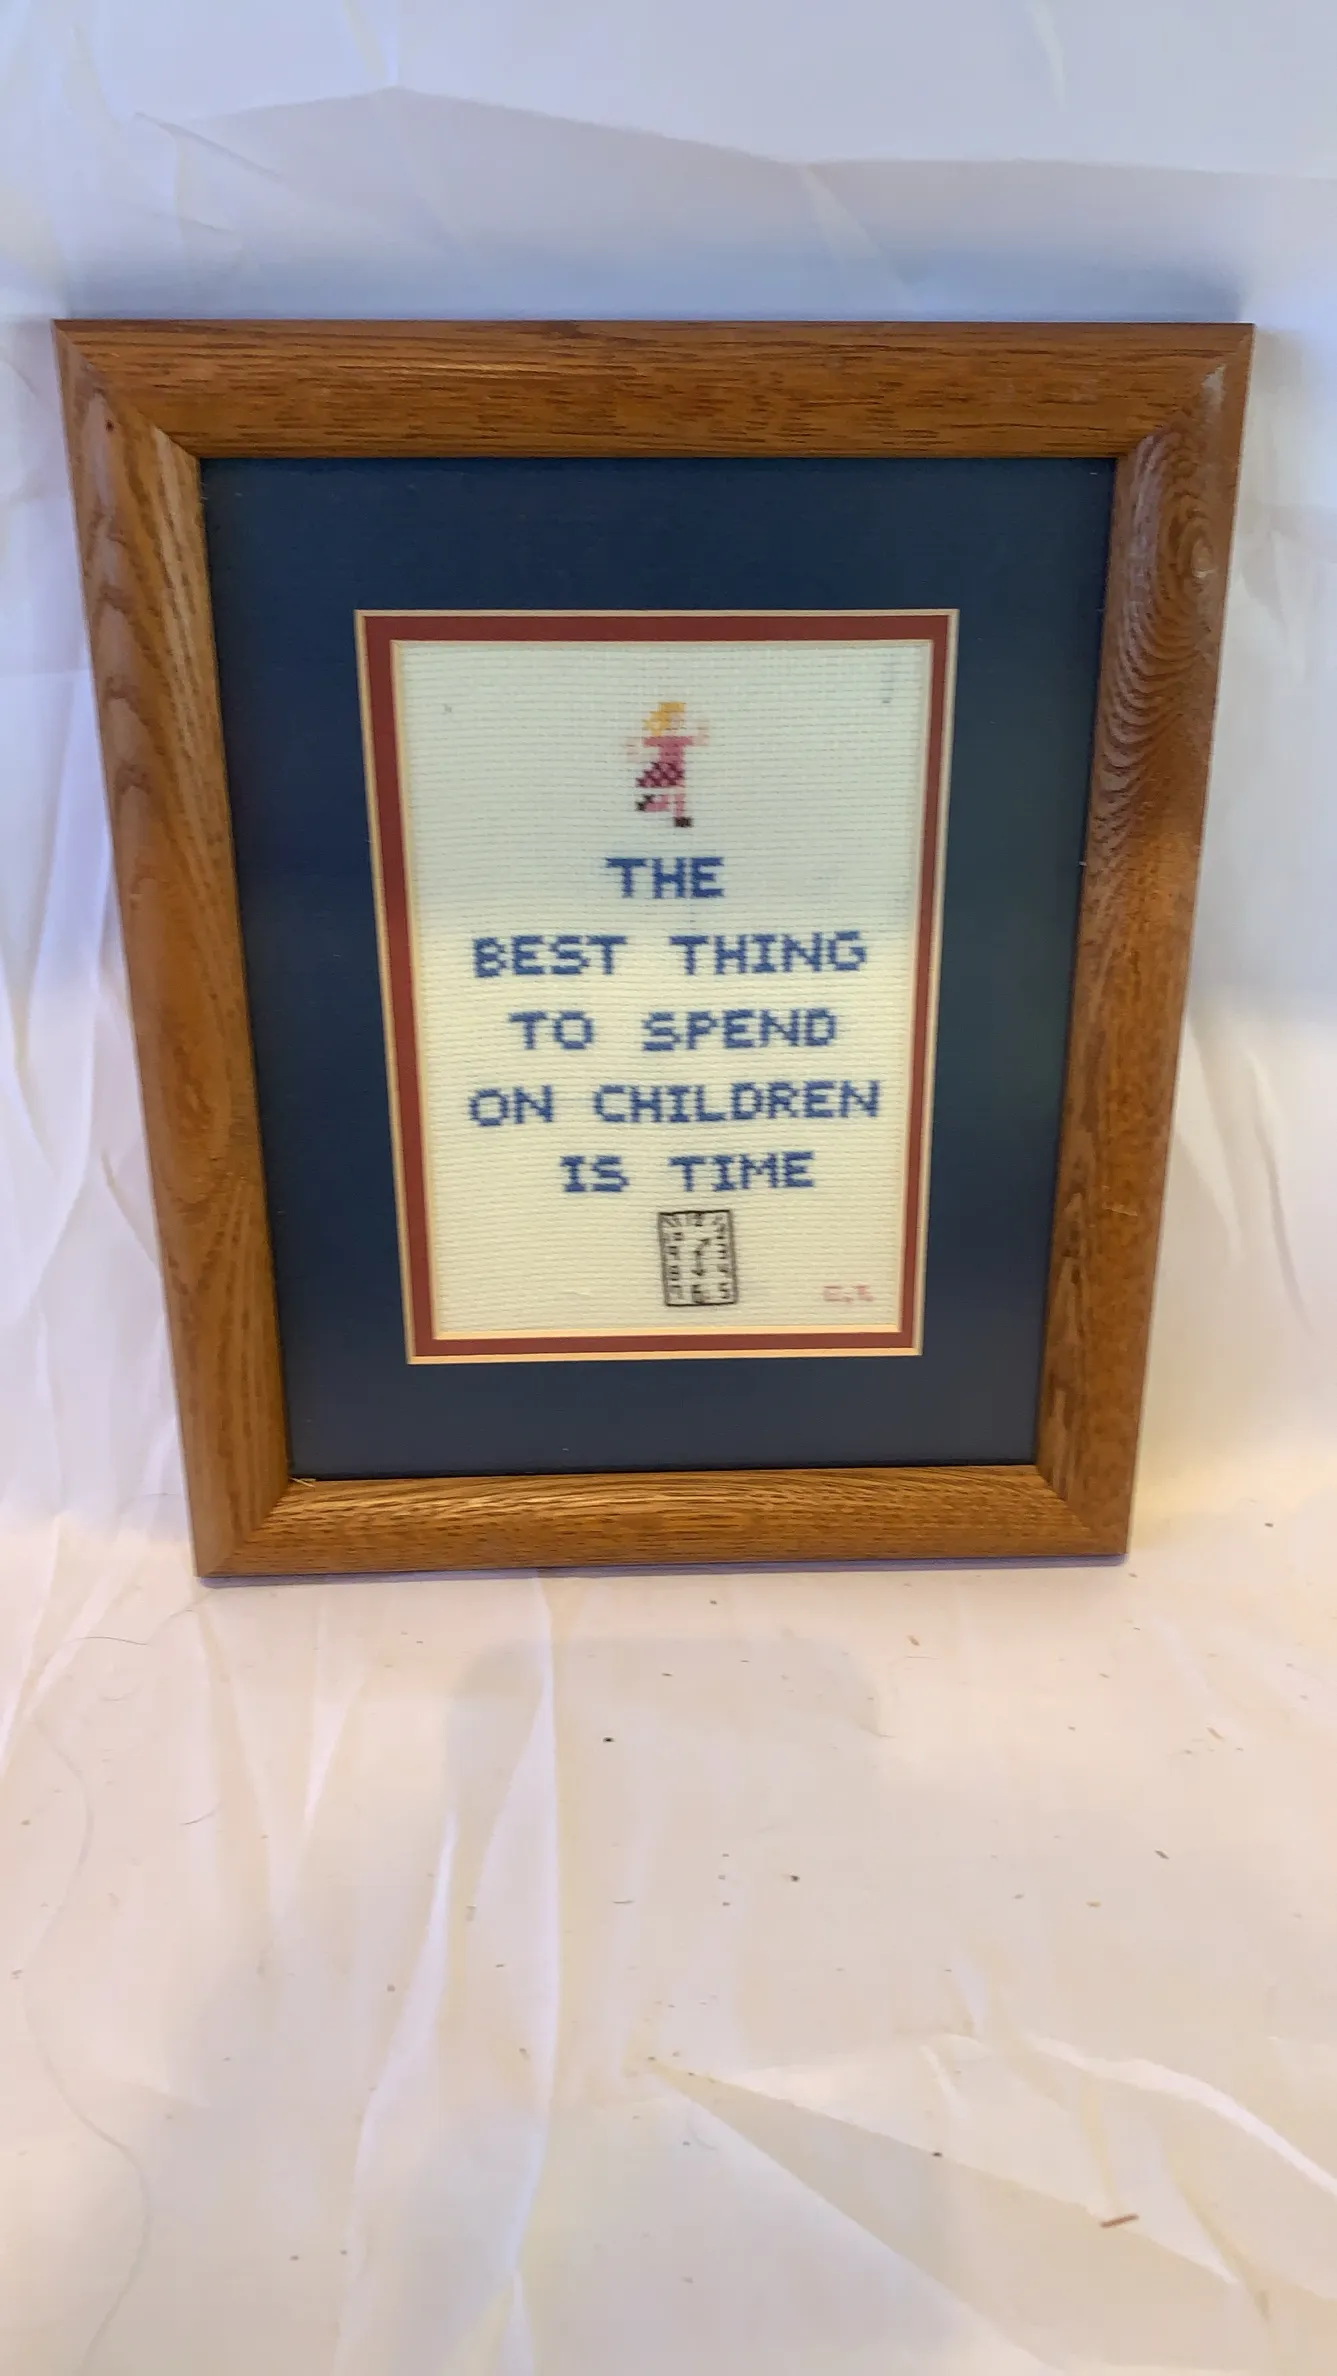 THE
BEST THING
TO SPEND
ON CHILDREN
IS TIME